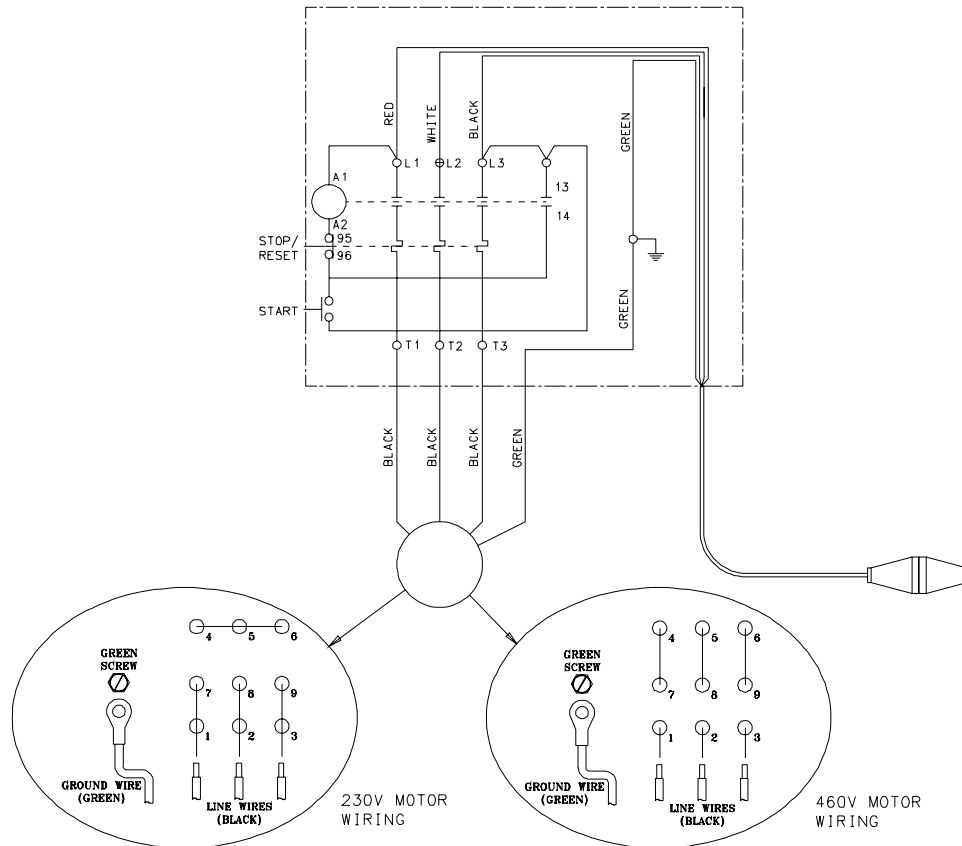 RED
WHITE
BLACK
GREEN
L1
L2
L3
A1
13
14
A2
95
96
STOP/
RESET
START
GREEN
T1
T2
T3
BLACK
BLACK
BLACK
GREEN
4
5
6
GREEN
SCREW
7
8
9
1
2
3
GROUND WIRE
(GREEN)
LINE WIRES
(BLACK)
230V MOTOR
WIRING
4
5
6
GREEN
SCREW
7
8
9
1
2
3
GROUND WIRE
(GREEN)
LINE WIRES
(BLACK)
460V MOTOR
WIRING